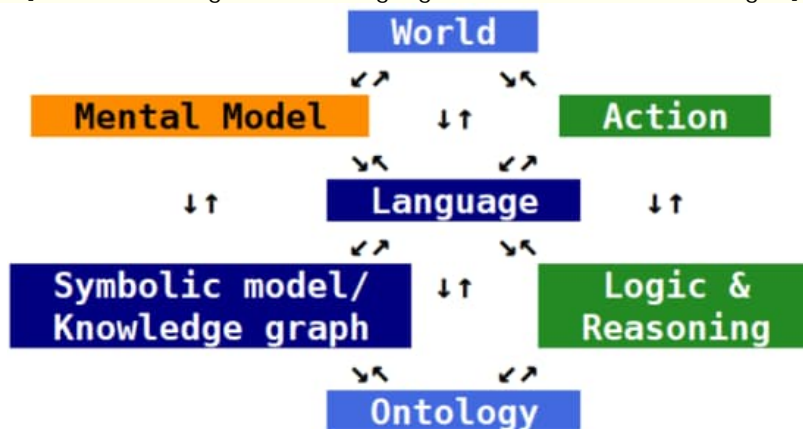 World
↙↗ ↘↖
Mental Model ↓↑ Action
↘↖ ↙↗
↓↑ Language ↓↑
↙↗ ↘↖
Symbolic model/
Knowledge graph
↓↑
Logic &
Reasoning
↘↖ ↙↗
Ontology